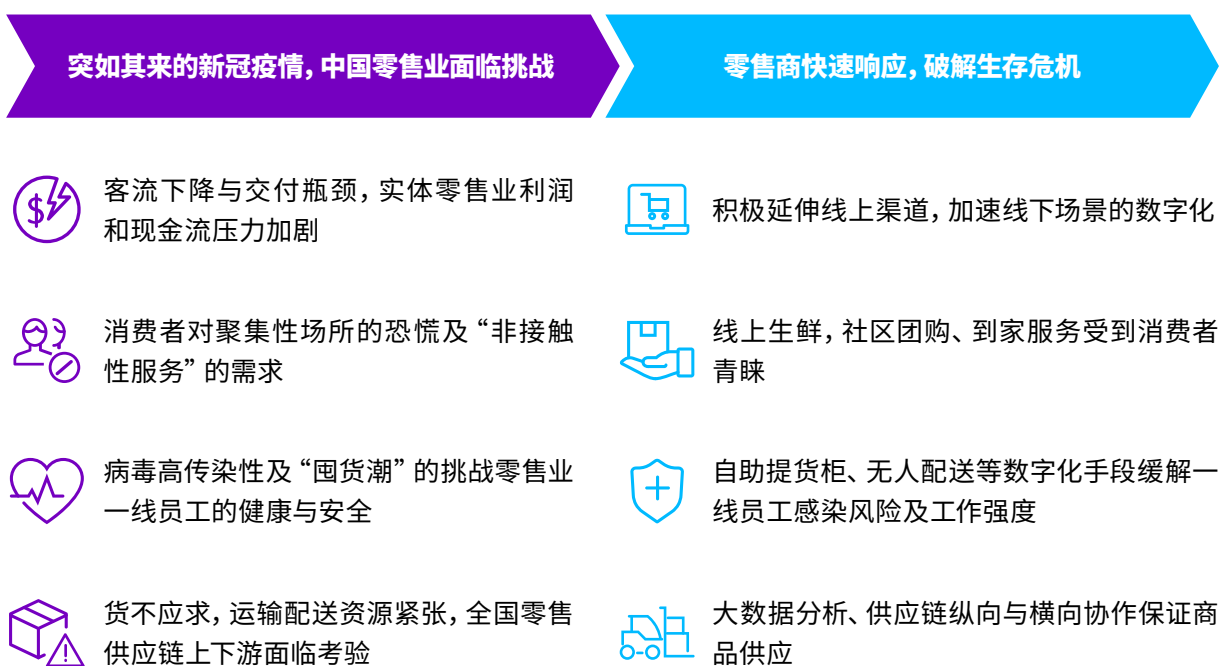 突如其来的新冠疫情，中国零售业面临挑战
零售商快速响应，破解生存危机
客流下降与交付瓶颈，实体零售业利润
和现金流压力加剧
积极延伸线上渠道，加速线下场景的数字化
消费者对聚集性场所的恐慌及“非接触
性服务”的需求
线上生鲜，社区团购、到家服务受到消费者
青睐
病毒高传染性及“囤货潮”的挑战零售业
一线员工的健康与安全
自助提货柜、无人配送等数字化手段缓解一
线员工感染风险及工作强度
货不应求，运输配送资源紧张，全国零售
供应链上下游面临考验
大数据分析、供应链纵向与横向协作保证商
品供应